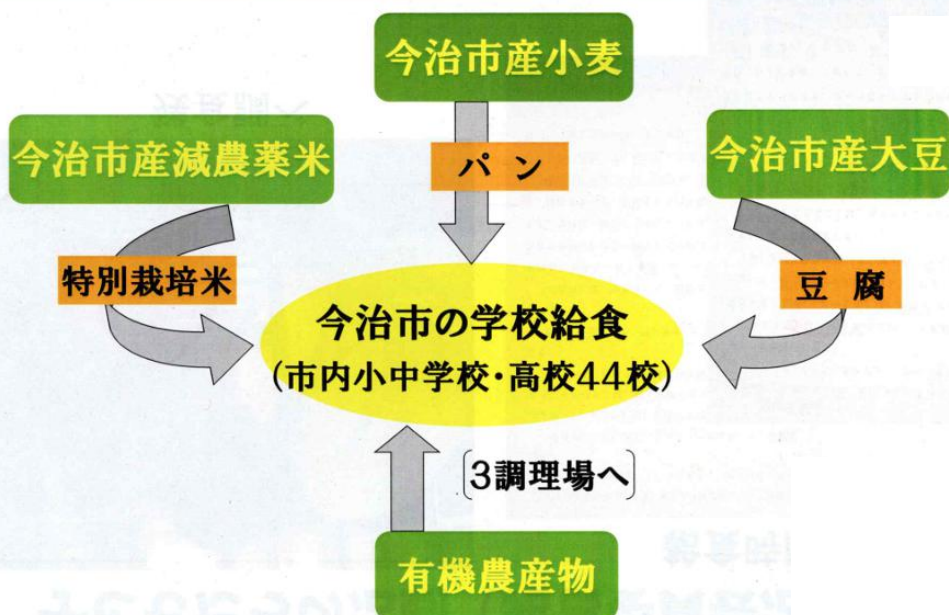 今治市産小麦
今治市産減農薬米
パン
今治市産大豆
特別栽培米
豆腐
今治市の学校給食
(市内小中学校・高校44校)
[3調理場へ]
有機農産物